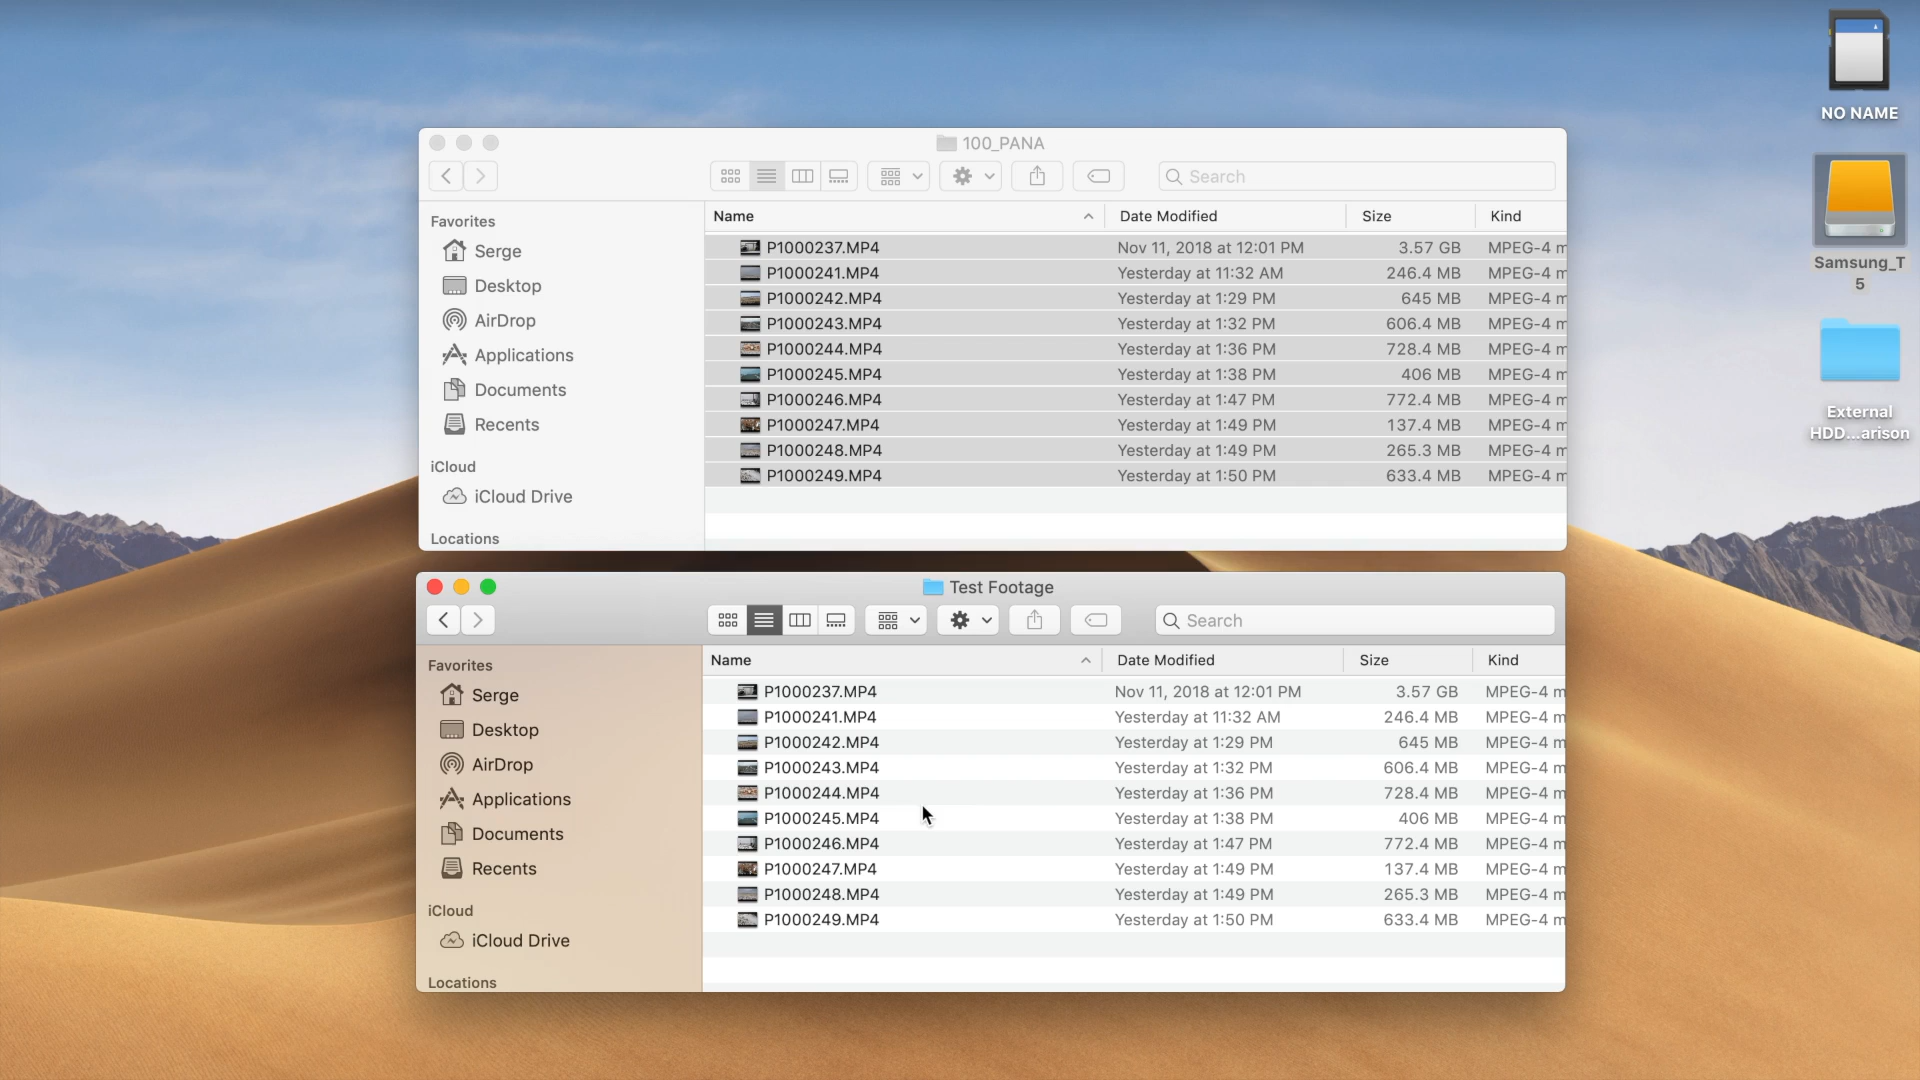 NO NAME
Samsung_T
5
External
HDD...arison
100_PANA
Search
Favorites
Serge
Desktop
AirDrop
Applications
Documents
Recents
iCloud
iCloud Drive
Locations
Name Date Modified Size Kind
P1000237.MP4 Nov 11, 2018 at 12:01 PM 3.57 GB MPEG-4 m
P1000241.MP4 Yesterday at 11:32 AM 246.4 MB MPEG-4 m
P1000242.MP4 Yesterday at 1:29 PM 645 MB MPEG-4 m
P1000243.MP4 Yesterday at 1:32 PM 606.4 MB MPEG-4 m
P1000244.MP4 Yesterday at 1:36 PM 728.4 MB MPEG-4 m
P1000245.MP4 Yesterday at 1:38 PM 406 MB MPEG-4 m
P1000246.MP4 Yesterday at 1:47 PM 772.4 MB MPEG-4 m
P1000247.MP4 Yesterday at 1:49 PM 137.4 MB MPEG-4 m
P1000248.MP4 Yesterday at 1:49 PM 265.3 MB MPEG-4 m
P1000249.MP4 Yesterday at 1:50 PM 633.4 MB MPEG-4 m
Test Footage
Search
Favorites
Serge
Desktop
AirDrop
Applications
Documents
Recents
iCloud
iCloud Drive
Locations
Name Date Modified Size Kind
P1000237.MP4 Nov 11, 2018 at 12:01 PM 3.57 GB MPEG-4 m
P1000241.MP4 Yesterday at 11:32 AM 246.4 MB MPEG-4 m
P1000242.MP4 Yesterday at 1:29 PM 645 MB MPEG-4 m
P1000243.MP4 Yesterday at 1:32 PM 606.4 MB MPEG-4 m
P1000244.MP4 Yesterday at 1:36 PM 728.4 MB MPEG-4 m
P1000245.MP4 Yesterday at 1:38 PM 406 MB MPEG-4 m
P1000246.MP4 Yesterday at 1:47 PM 772.4 MB MPEG-4 m
P1000247.MP4 Yesterday at 1:49 PM 137.4 MB MPEG-4 m
P1000248.MP4 Yesterday at 1:49 PM 265.3 MB MPEG-4 m
P1000249.MP4 Yesterday at 1:50 PM 633.4 MB MPEG-4 m